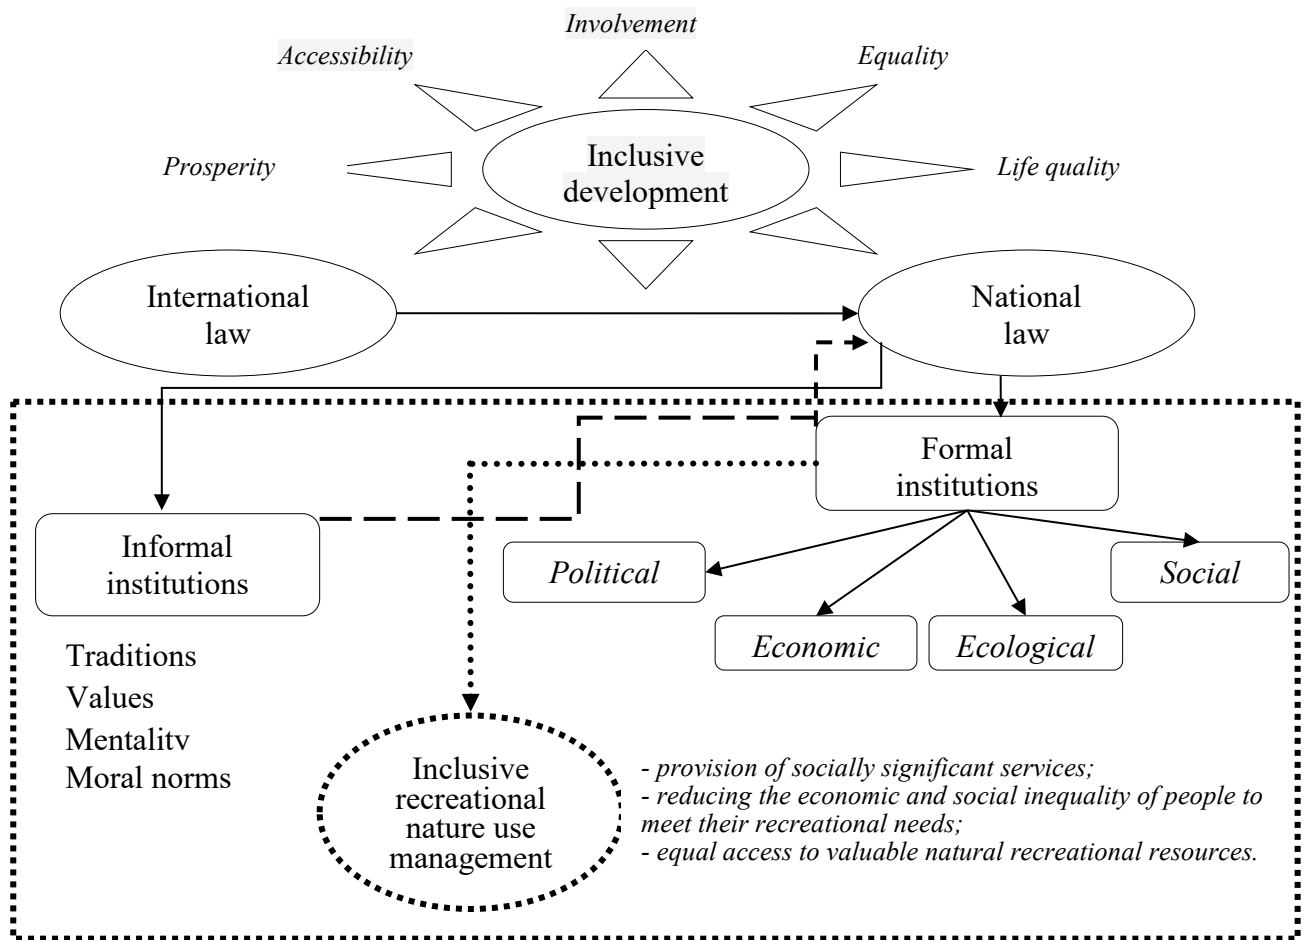 Involvement
Accessibility
Equality
Inclusive
development
Prosperity
Life quality
International
law
National
law
Formal
institutions
Informal
institutions
Political
Social
Economic
Ecological
Traditions
Values
Mentality
Moral norms
Inclusive
recreational
nature use
management
- provision of socially significant services;
- reducing the economic and social inequality of people to
meet their recreational needs;
- equal access to valuable natural recreational resources.